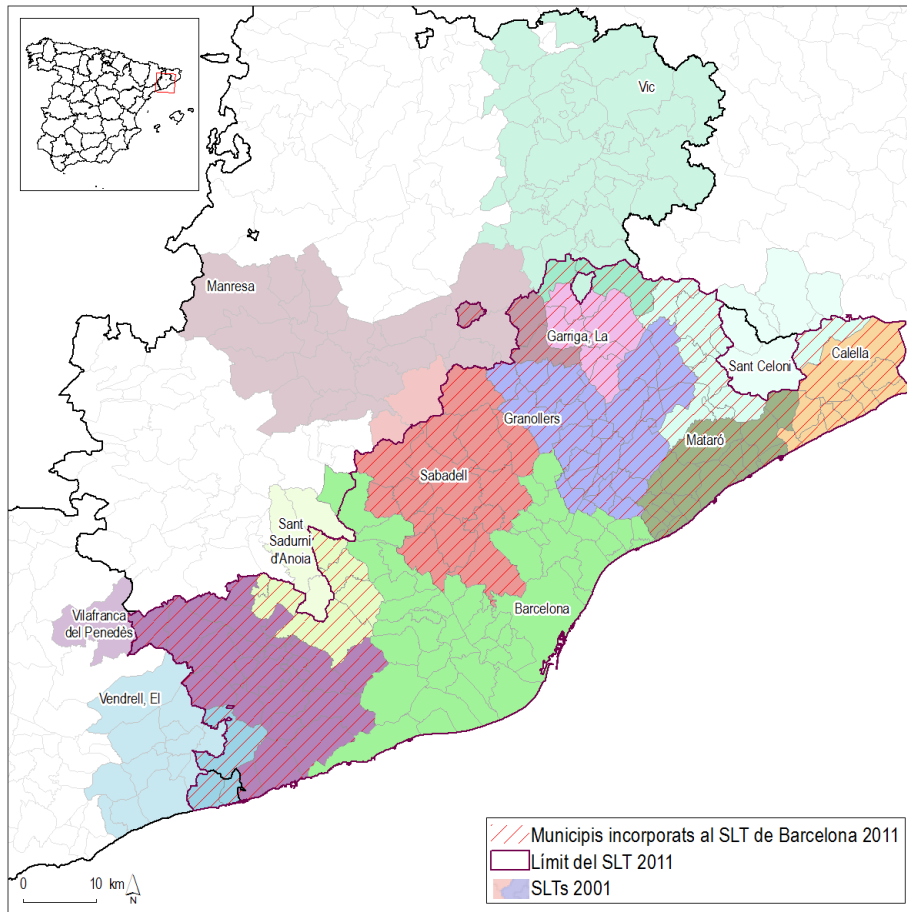 Vic
Manresa
Garriga, La
Sant Celoni
Calella
Granollers
Mataró
Sabadell
Sant
Sadurní
d'Anoia
Barcelona
Vilafranca
del Penedès
Vendrell, El
Municipis incorporats al SLT de Barcelona 2011
Límit del SLT 2011
SLTs 2001
0 10 km
N